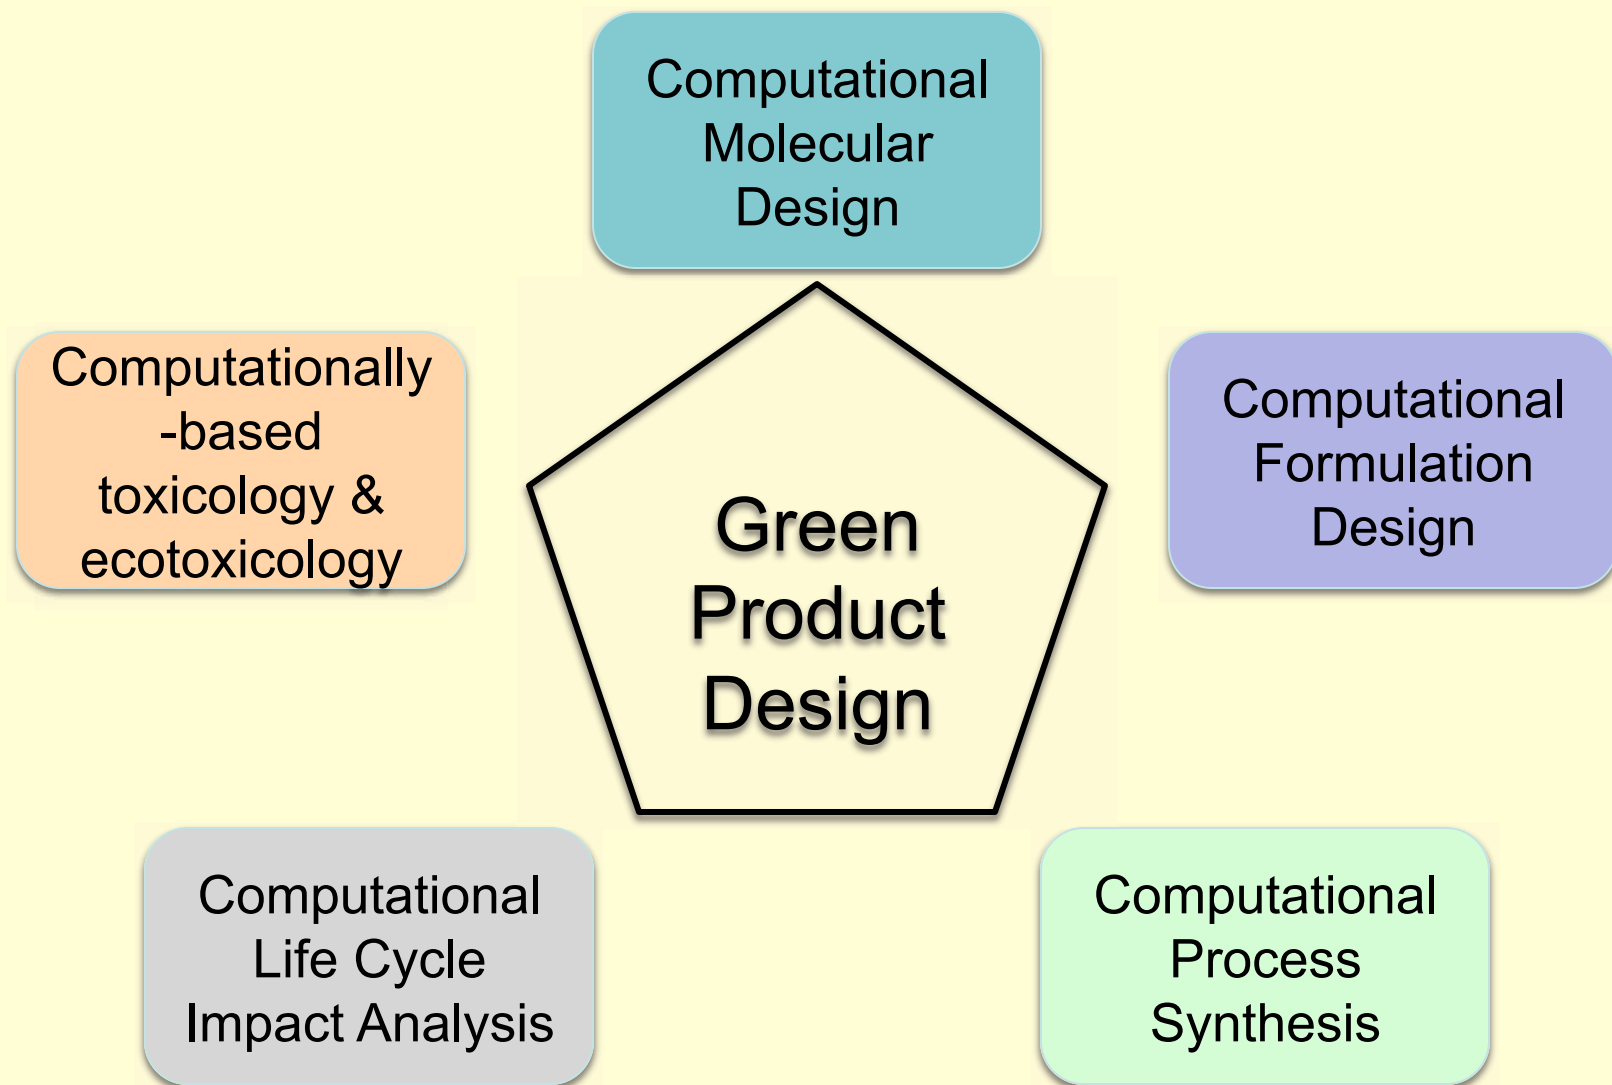 Computational
Molecular
Design
Computationally
-based
toxicology &
ecotoxicology
Computational
Formulation
Design
Green
Product
Design
Computational
Life Cycle
Impact Analysis
Computational
Process
Synthesis